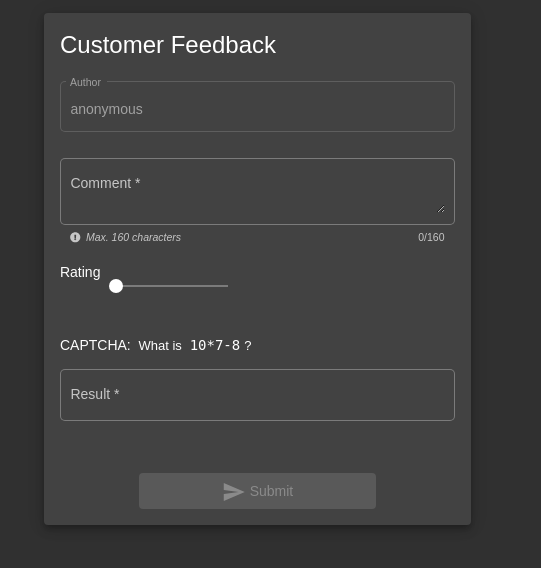 Customer Feedback
Author
anonymous
Comment *
Max. 160 characters 0/160
Rating
CAPTCHA: What is 10*7-8 ?
Result *
Submit